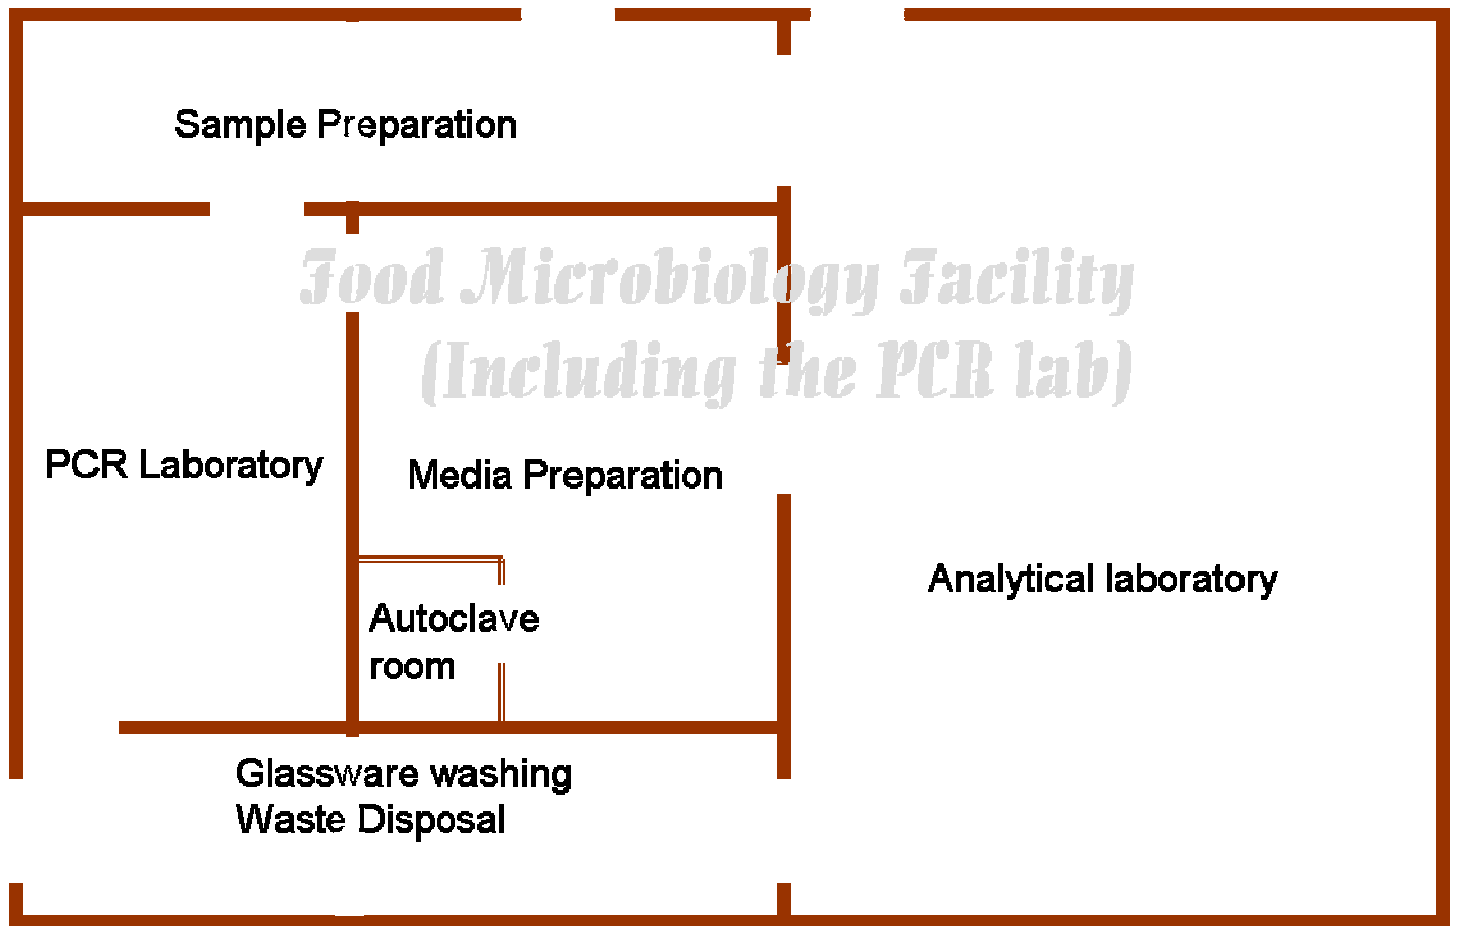 Sample Preparation
Food Microbiology Facility
(Including the PCR lab)
PCR Laboratory
Media Preparation
Analytical laboratory
Autoclave
room
Glassware washing
Waste Disposal